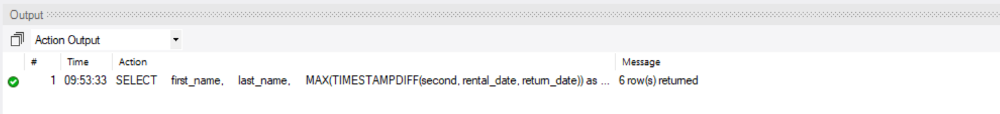 Output
Action Output
# Time Action Message
1 09:53:33 SELECT first_name, last_name, MAX(TIMESTAMPDIFF(second, rental_date, return_date)) as ... 6 row(s) returned